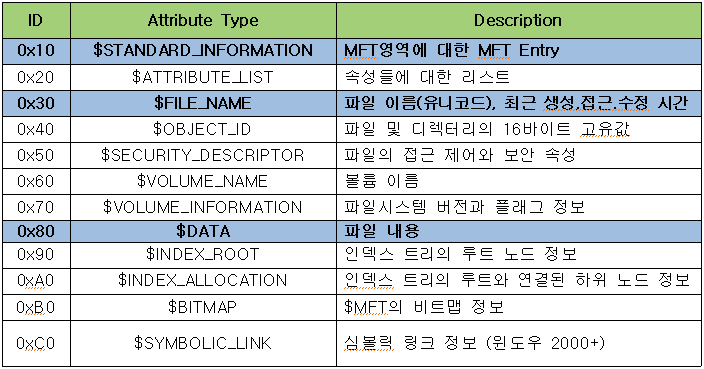 ID Attribute Type Description
0x10 $STANDARD_INFORMATION MFT영역에 대한 MFT Entry
0x20 $ATTRIBUTE_LIST 속성들에 대한 리스트
0x30 $FILE_NAME 파일 이름(유니코드), 최근 생성,접근.수정 시간
0x40 $OBJECT_ID 파일 및 디렉터리의 16바이트 고유값
0x50 $SECURITY_DESCRIPTOR 파일의 접근 제어와 보안 속성
0x60 $VOLUME_NAME 볼륨 이름
0x70 $VOLUME_INFORMATION 파일시스템 버전과 플래그 정보
0x80 $DATA 파일 내용
0x90 $INDEX_ROOT 인덱스 트리의 루트 노드 정보
0xA0 $INDEX_ALLOCATION 인덱스 트리의 루트와 연결된 하위 노드 정보
0xB0 $BITMAP $MFT의 비트맵 정보
0xC0 $SYMBOLIC_LINK 심볼릭 링크 정보 (윈도우 2000+)